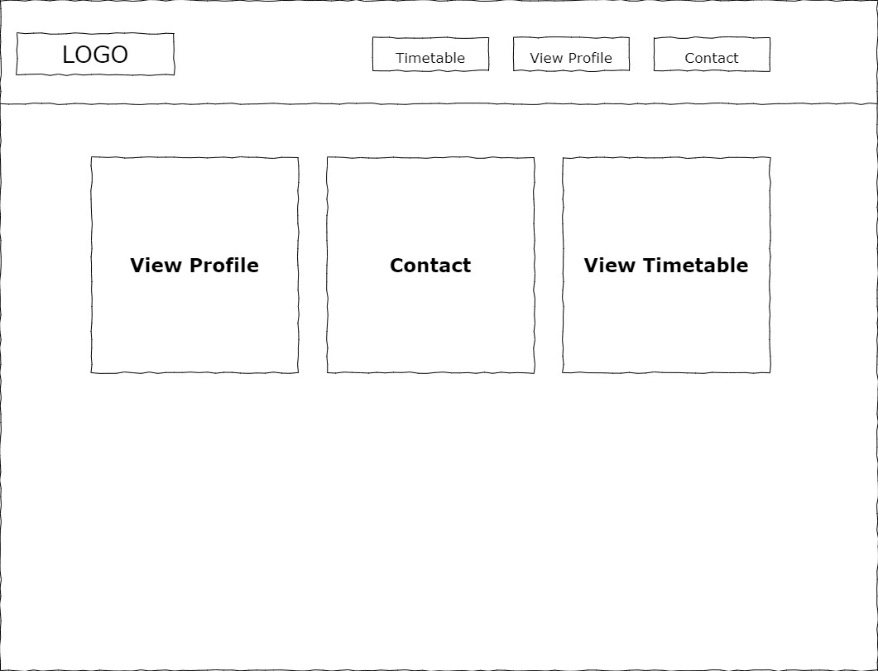 LOGO
Timetable
View Profile
Contact
View Profile
Contact
View Timetable